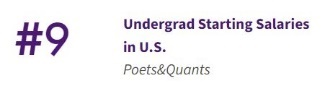 #9
Undergrad Starting Salaries
in U.S.
Poets&Quants